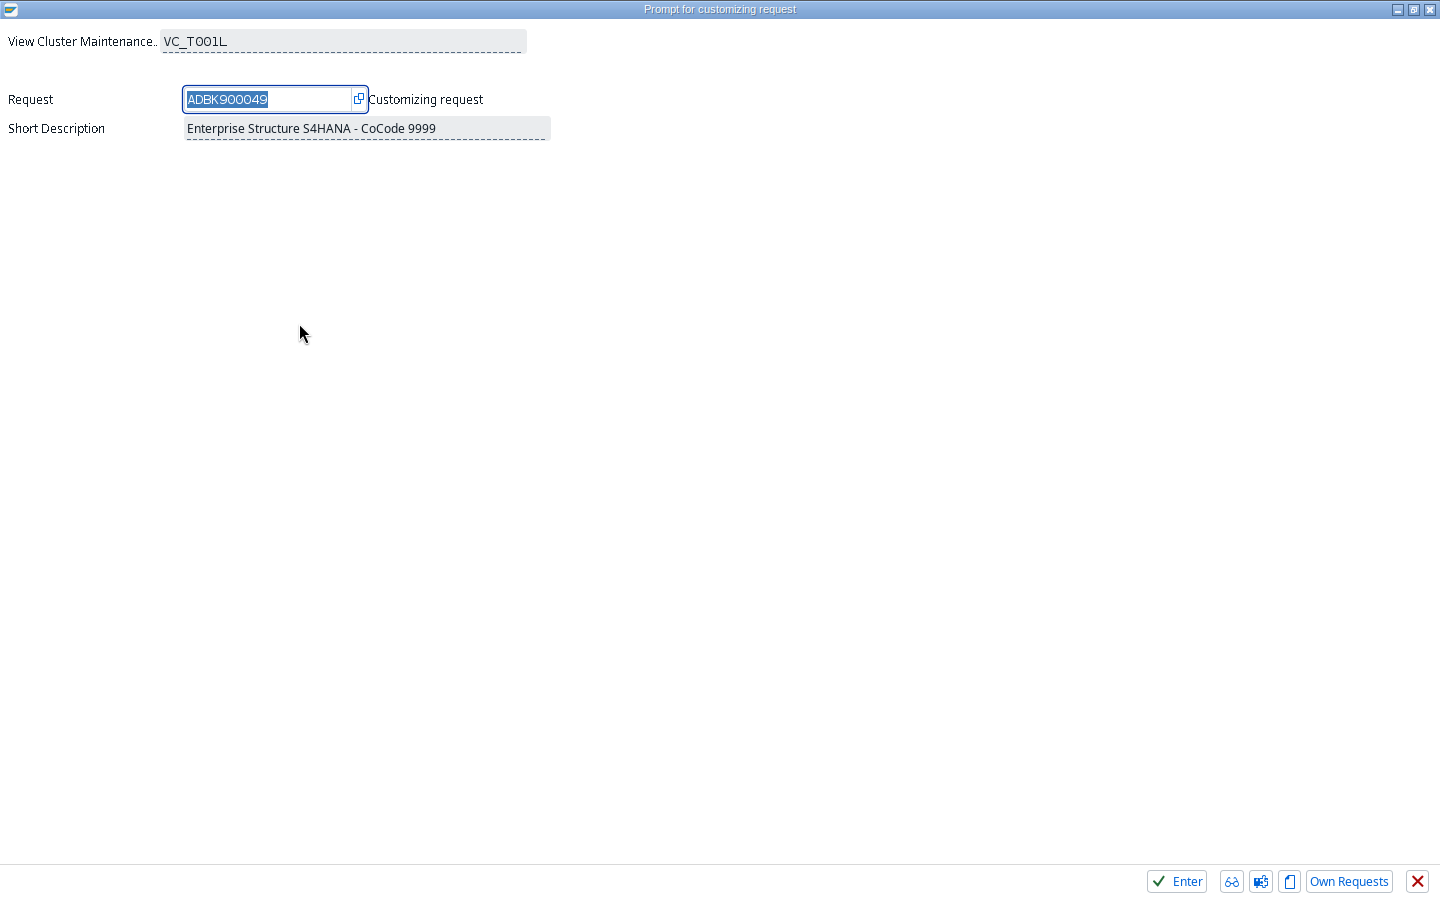 Prompt for customizing request
View Cluster Maintenance.. VC_T001L
Request ADBK900049 Customizing request
Short Description Enterprise Structure S4HANA - CoCode 9999
Enter Own Requests